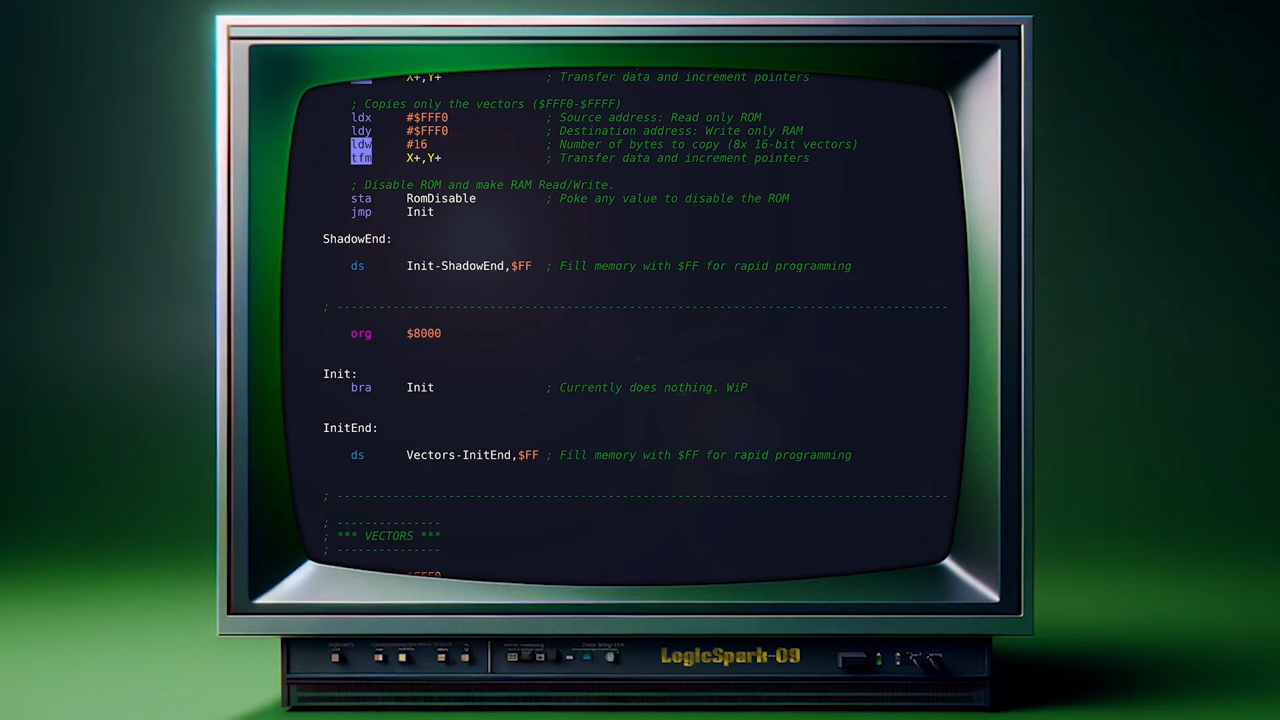 X+,Y+ ; Transfer data and increment pointers
; Copies only the vectors ($FFF0-$FFFF)
ldx #$FFF0 ; Source address: Read only ROM
ldy #$FFF0 ; Destination address: Write only RAM
ldw #16 ; Number of bytes to copy (8x 16-bit vectors)
tfm X+,Y+ ; Transfer data and increment pointers
; Disable ROM and make RAM Read/Write.
sta RomDisable ; Poke any value to disable the ROM
jmp Init
ShadowEnd:
ds Init-ShadowEnd,$FF ; Fill memory with $FF for rapid programming
; ----------------------------------------------------------------------------------------
org $8000
Init:
bra Init ; Currently does nothing. WiP
InitEnd:
ds Vectors-InitEnd,$FF ; Fill memory with $FF for rapid programming
; ----------------------------------------------------------------------------------------
; ---------------
; *** VECTORS ***
; ---------------
LogicSpark-09